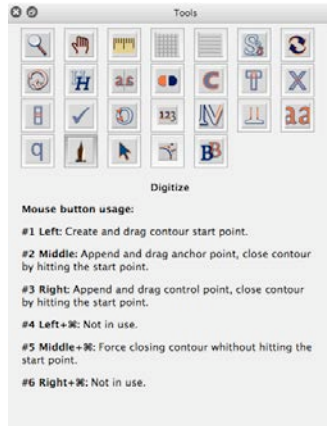 Tools
H
a
S
C
T
X
123
N
aa
q
B
Digitize
Mouse button usage:
#1 Left: Create and drag contour start point.
#2 Middle: Append and drag anchor point, close contour
by hitting the start point.
#3 Right: Append and drag control point, close contour
by hitting the start point.
#4 Left+⌘: Not in use.
#5 Middle+⌘: Force closing contour whithout hitting the
start point.
#6 Right+⌘: Not in use.